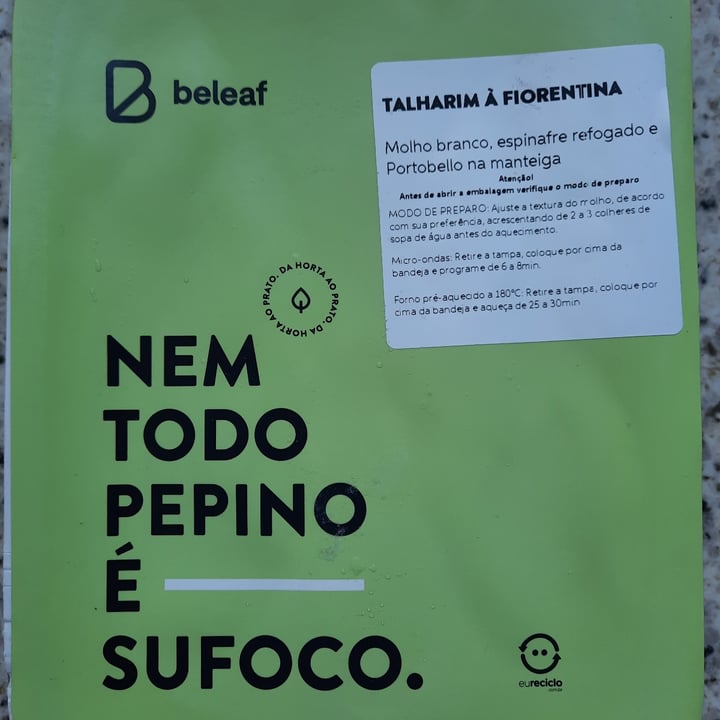 beleaf
TALHARIM À FIORENTINA
Molho branco, espinafre refogado e
Portobello na manteiga
Atenção!
Antes de abrir a embalagem verifique o modo de preparo
MODO DE PREPARO: Ajuste a textura do molho, de acordo
com sua preferência, acrescentando de 2 a 3 colheres de
sopa de água antes do aquecimento.
Micro-ondas: Retire a tampa, coloque por cima da
bandeja e programe de 6 a 8min.
Forno pré-aquecido a 180°C: Retire a tampa, coloque por
cima da bandeja e aqueça de 25 a 30min
DA HORTA AO PRATO. DA HORTA AO PRATO.
NEM
TODO
PEPINO
É
SUFOCO.
eureciclo
.com.br